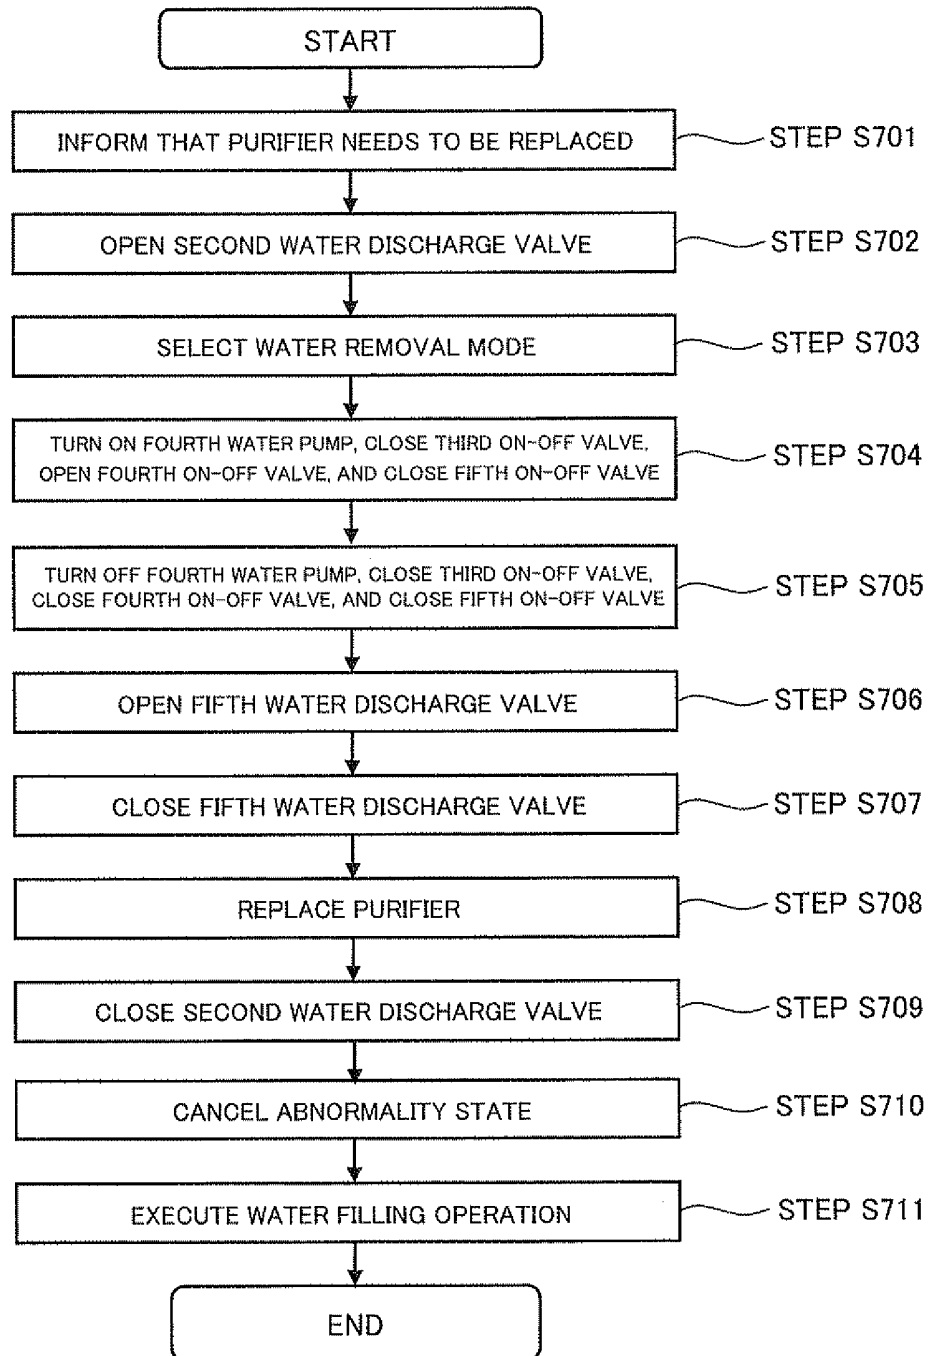 START
INFORM THAT PURIFIER NEEDS TO BE REPLACED
STEP S701
OPEN SECOND WATER DISCHARGE VALVE
STEP S702
SELECT WATER REMOVAL MODE
STEP S703
TURN ON FOURTH WATER PUMP, CLOSE THIRD ON-OFF VALVE,
OPEN FOURTH ON-OFF VALVE, AND CLOSE FIFTH ON-OFF VALVE
STEP S704
TURN OFF FOURTH WATER PUMP, CLOSE THIRD ON-OFF VALVE,
CLOSE FOURTH ON-OFF VALVE, AND CLOSE FIFTH ON-OFF VALVE
STEP S705
OPEN FIFTH WATER DISCHARGE VALVE
STEP S706
CLOSE FIFTH WATER DISCHARGE VALVE
STEP S707
REPLACE PURIFIER
STEP S708
CLOSE SECOND WATER DISCHARGE VALVE
STEP S709
CANCEL ABNORMALITY STATE
STEP S710
EXECUTE WATER FILLING OPERATION
STEP S711
END